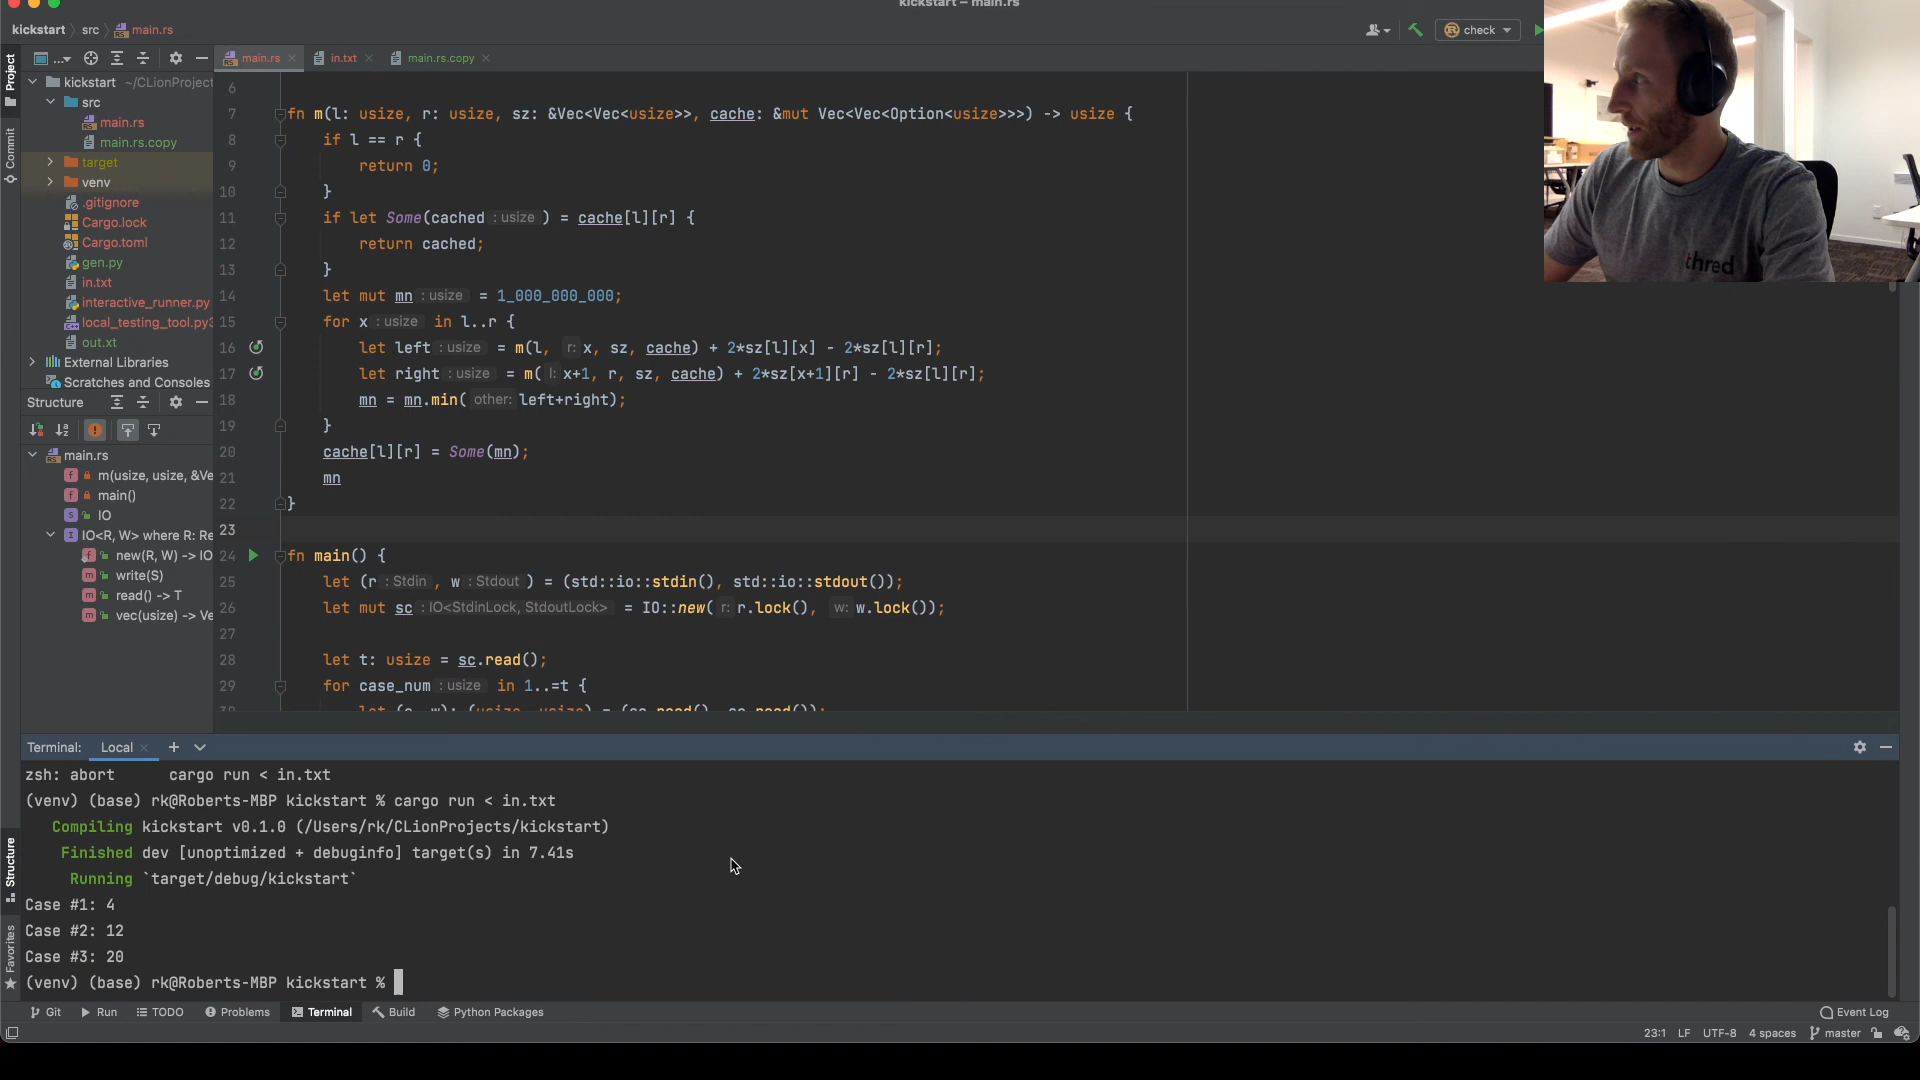 kickstart – main.rs
kickstart src main.rs
check
Project
Commit
Structure
Favorites
...
main.rs in.txt main.rs.copy
kickstart ~/CLionProject
src
main.rs
main.rs.copy
target
venv
.gitignore
Cargo.lock
Cargo.toml
gen.py
in.txt
interactive_runner.py
local_testing_tool.py3
out.xt
External Libraries
Scratches and Consoles
Structure
main.rs
m(usize, usize, &Ve
main()
IO
IO<R, W> where R: Re
new(R, W) -> IO
write(S)
read() -> T
vec(usize) -> Ve
6
7 fn m(l: usize, r: usize, sz: &Vec<Vec<usize>>, cache: &mut Vec<Vec<Option<usize>>>) -> usize {
8 if l == r {
9 return 0;
10 }
11 if let Some(cached : usize ) = cache[l][r] {
12 return cached;
13 }
14 let mut mn : usize = 1_000_000_000;
15 for x : usize in l..r {
16 let left : usize = m(l, r: x, sz, cache) + 2*sz[l][x] - 2*sz[l][r];
17 let right : usize = m( l: x+1, r, sz, cache) + 2*sz[x+1][r] - 2*sz[l][r];
18 mn = mn.min( other: left+right);
19 }
20 cache[l][r] = Some(mn);
21 mn
22 }
23
24 fn main() {
25 let (r : Stdin , w : Stdout ) = (std::io::stdin(), std::io::stdout());
26 let mut sc : IO<StdinLock, StdoutLock> = IO::new( r: r.lock(), w: w.lock());
27
28 let t: usize = sc.read();
29 for case_num : usize in 1..=t {
thred
Terminal: Local
zsh: abort cargo run < in.txt
(venv) (base) rk@Roberts-MBP kickstart % cargo run < in.txt
Compiling kickstart v0.1.0 (/Users/rk/CLionProjects/kickstart)
Finished dev [unoptimized + debuginfo] target(s) in 7.41s
Running `target/debug/kickstart`
Case #1: 4
Case #2: 12
Case #3: 20
(venv) (base) rk@Roberts-MBP kickstart %
Git Run TODO Problems Terminal Build Python Packages Event Log
23:1 LF UTF-8 4 spaces master